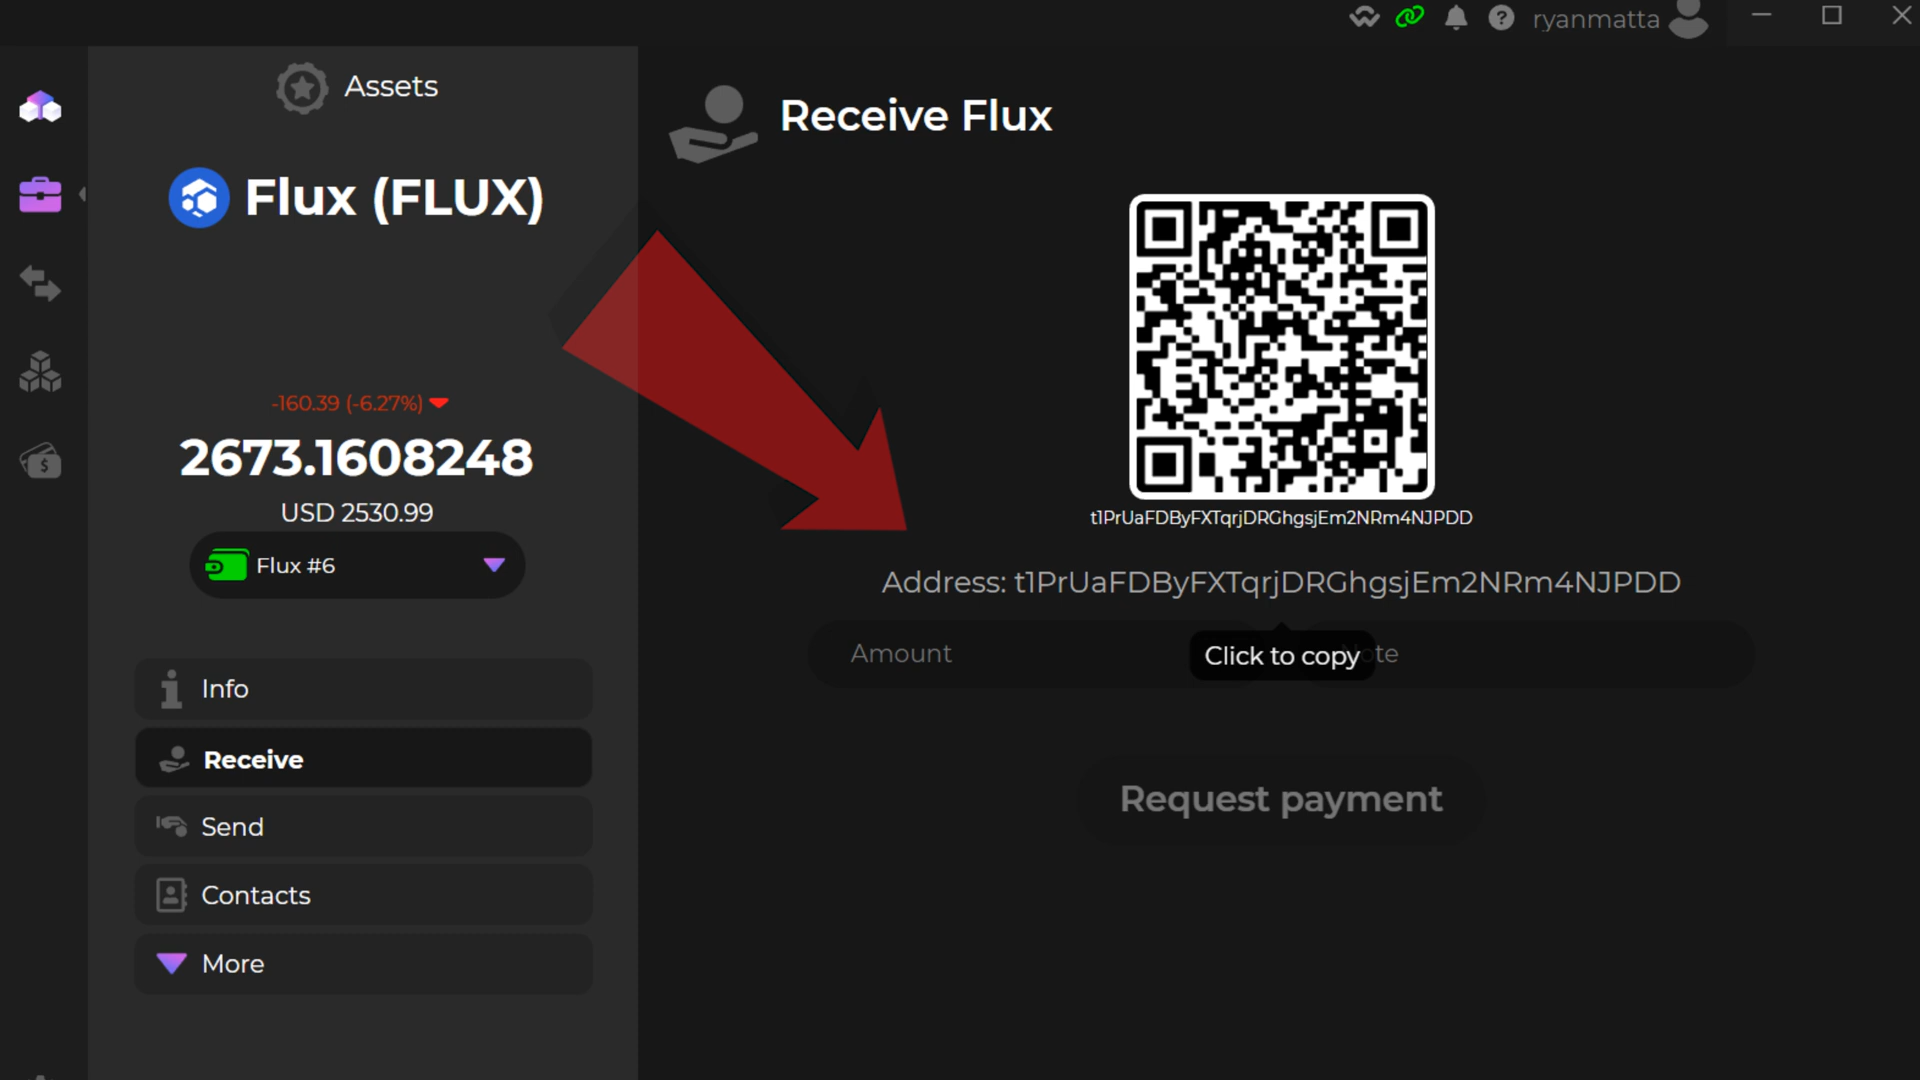 ryanmatta
Assets
Flux (FLUX)
-160.39 (-6.27%)
2673.1608248
USD 2530.99
Flux #6
Info
Receive
Send
Contacts
More
Receive Flux
t1PrUaFDByFXTqrjDRGhgsjEm2NRm4NJPDD
Address: t1PrUaFDByFXTqrjDRGhgsjEm2NRm4NJPDD
Amount
Click to copy
Request payment